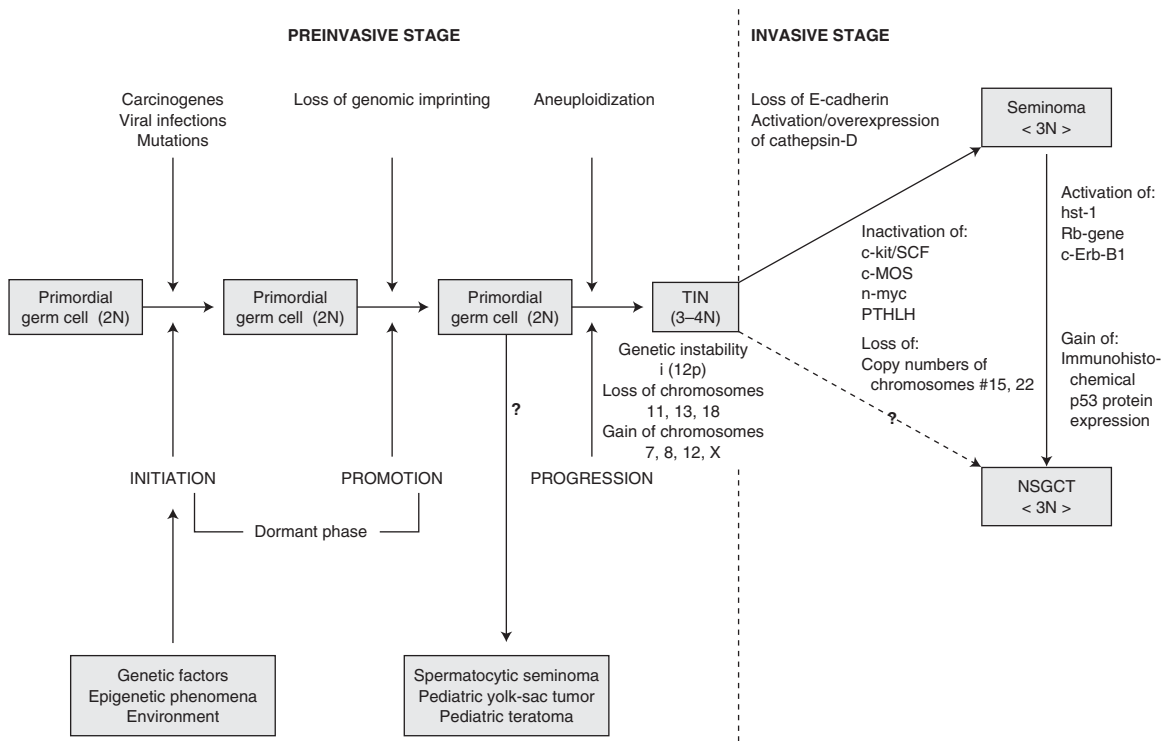 PREINVASIVE STAGE
INVASIVE STAGE
Carcinogenes
Viral infections
Mutations
Loss of genomic imprinting
Aneuploidization
Loss of E-cadherin
Activation/overexpression
of cathepsin-D
Seminoma
< 3N >
Activation of:
hst-1
Rb-gene
c-Erb-B1
Inactivation of:
c-kit/SCF
c-MOS
n-myc
PTHLH
Primordial
germ cell (2N)
Primordial
germ cell (2N)
Primordial
germ cell (2N)
TIN
(3–4N)
Genetic instability
i (12p)
Loss of chromosomes
11, 13, 18
Gain of chromosomes
7, 8, 12, X
Loss of:
Copy numbers of
chromosomes #15, 22
Gain of:
Immunohisto-
chemical
p53 protein
expression
?
?
INITIATION
PROMOTION
PROGRESSION
NSGCT
< 3N >
Dormant phase
Genetic factors
Epigenetic phenomena
Environment
Spermatocytic seminoma
Pediatric yolk-sac tumor
Pediatric teratoma